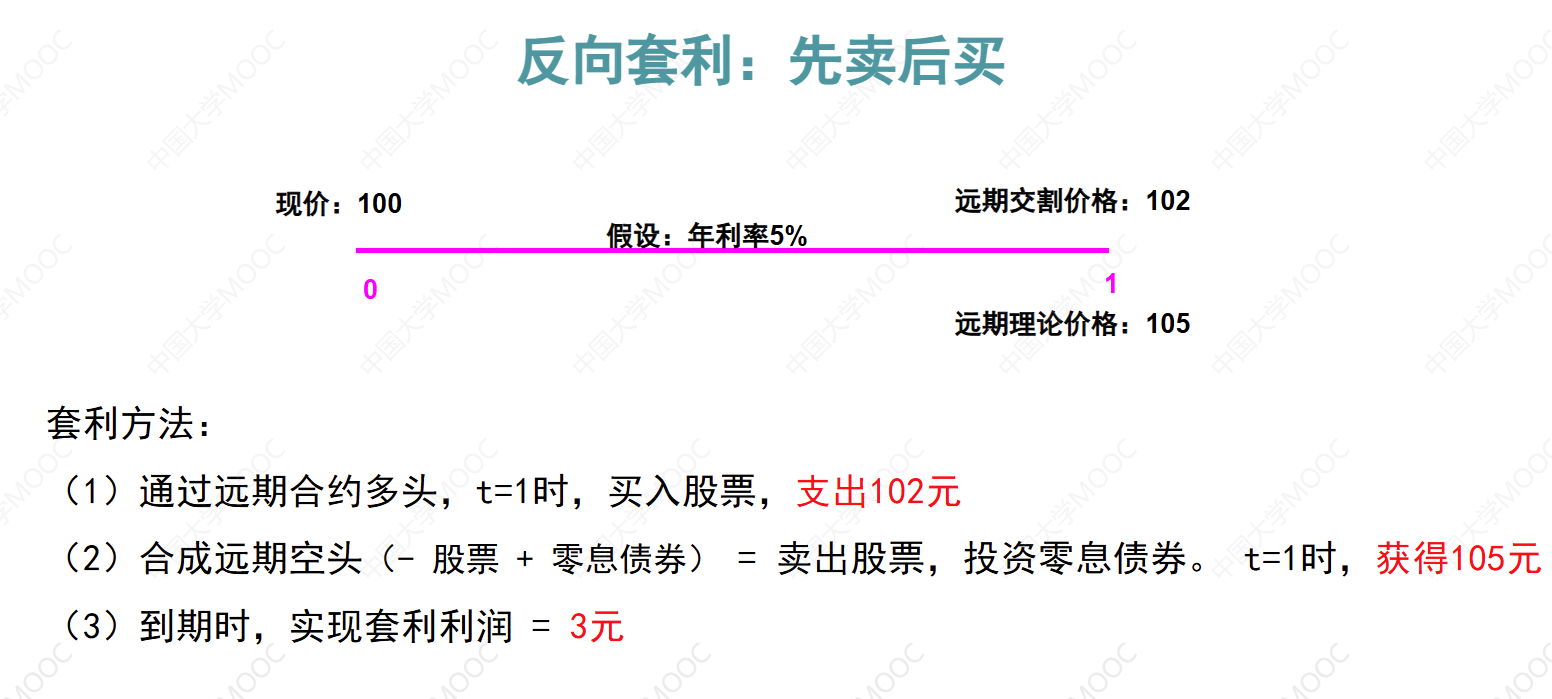 反向套利：先卖后买
现价：100
远期交割价格：102
假设：年利率5%
0
1
远期理论价格：105
套利方法：
（1）通过远期合约多头，t=1时，买入股票，支出102元
（2）合成远期空头（- 股票 + 零息债券） = 卖出股票，投资零息债券。 t=1时，获得105元
（3）到期时，实现套利利润 = 3元
中国大学MOOC